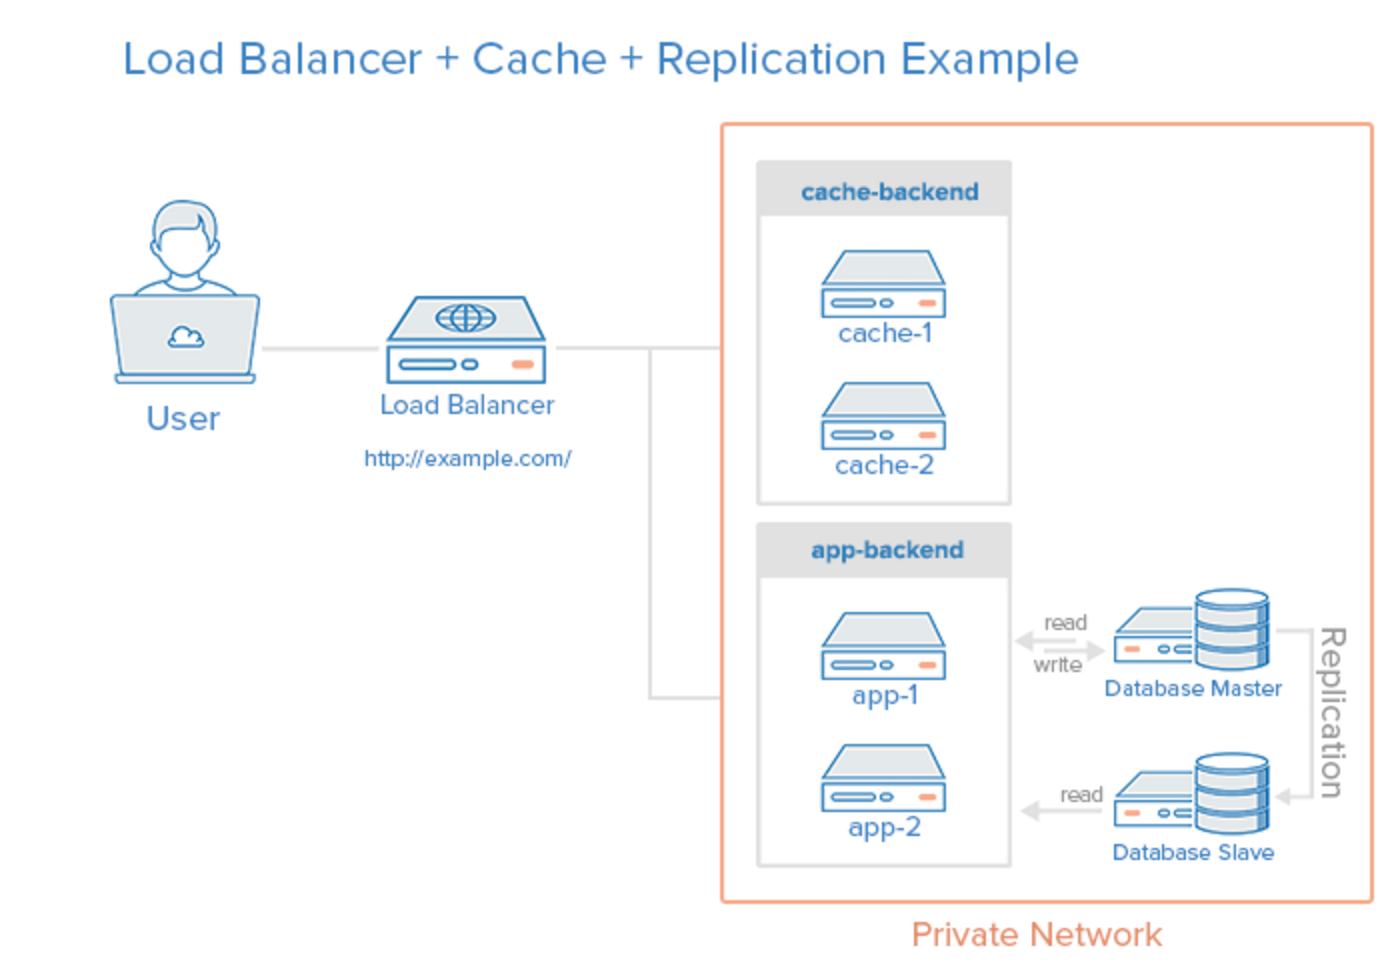 Load Balancer + Cache + Replication Example
cache-backend
cache-1
cache-2
User
Load Balancer
http://example.com/
app-backend
app-1
app-2
read
write
Database Master
Replication
read
Database Slave
Private Network